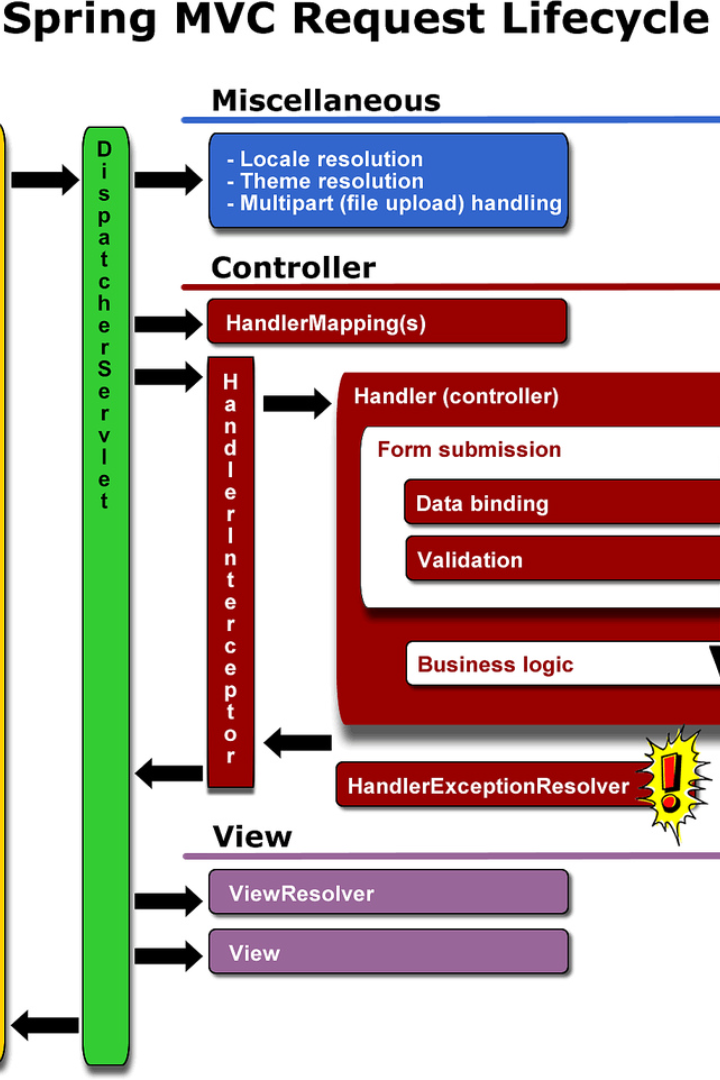 Spring MVC Request Lifecycle
Miscellaneous
DispatcherServlet
- Locale resolution
- Theme resolution
- Multipart (file upload) handling
Controller
HandlerMapping(s)
HandlerInterceptor
Handler (controller)
Form submission
Data binding
Validation
Business logic
HandlerExceptionResolver
!
View
ViewResolver
View